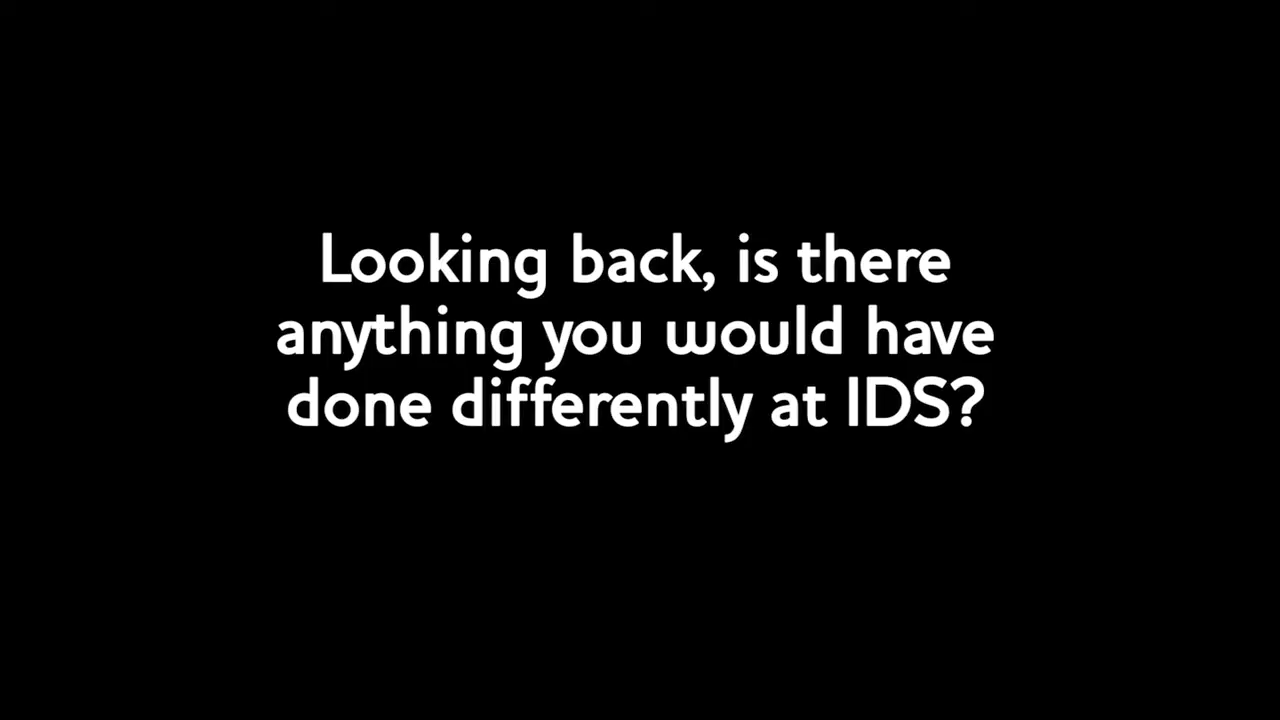 Looking back, is there
anything you would have
done differently at IDS?